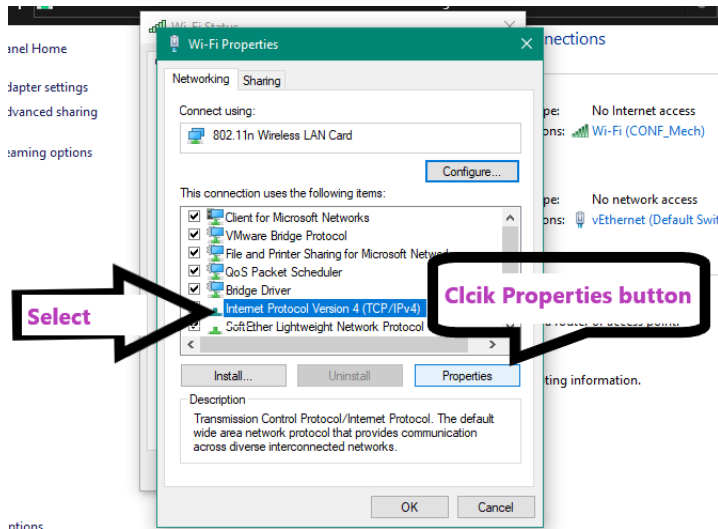 Wi-Fi Status
Wi-Fi Properties
nections
anel Home
dapter settings
dvanced sharing
eaming options
Networking
Sharing
Connect using:
802.11n Wireless LAN Card
Configure...
This connection uses the following items:
Client for Microsoft Networks
VMware Bridge Protocol
File and Printer Sharing for Microsoft Netwo
QoS Packet Scheduler
Bridge Driver
Internet Protocol Version 4 (TCP/IPv4)
SoftEther Lightweight Network Protocol
Install...
Uninstall
Properties
Description
Transmission Control Protocol/Internet Protocol. The default
wide area network protocol that provides communication
across diverse interconnected networks.
OK
Cancel
pe: No Internet access
ons: Wi-Fi (CONF_Mech)
pe: No network access
ons: vEthernet (Default Swit
Select
Clcik Properties button
a router or access point.
ting information.
ptions